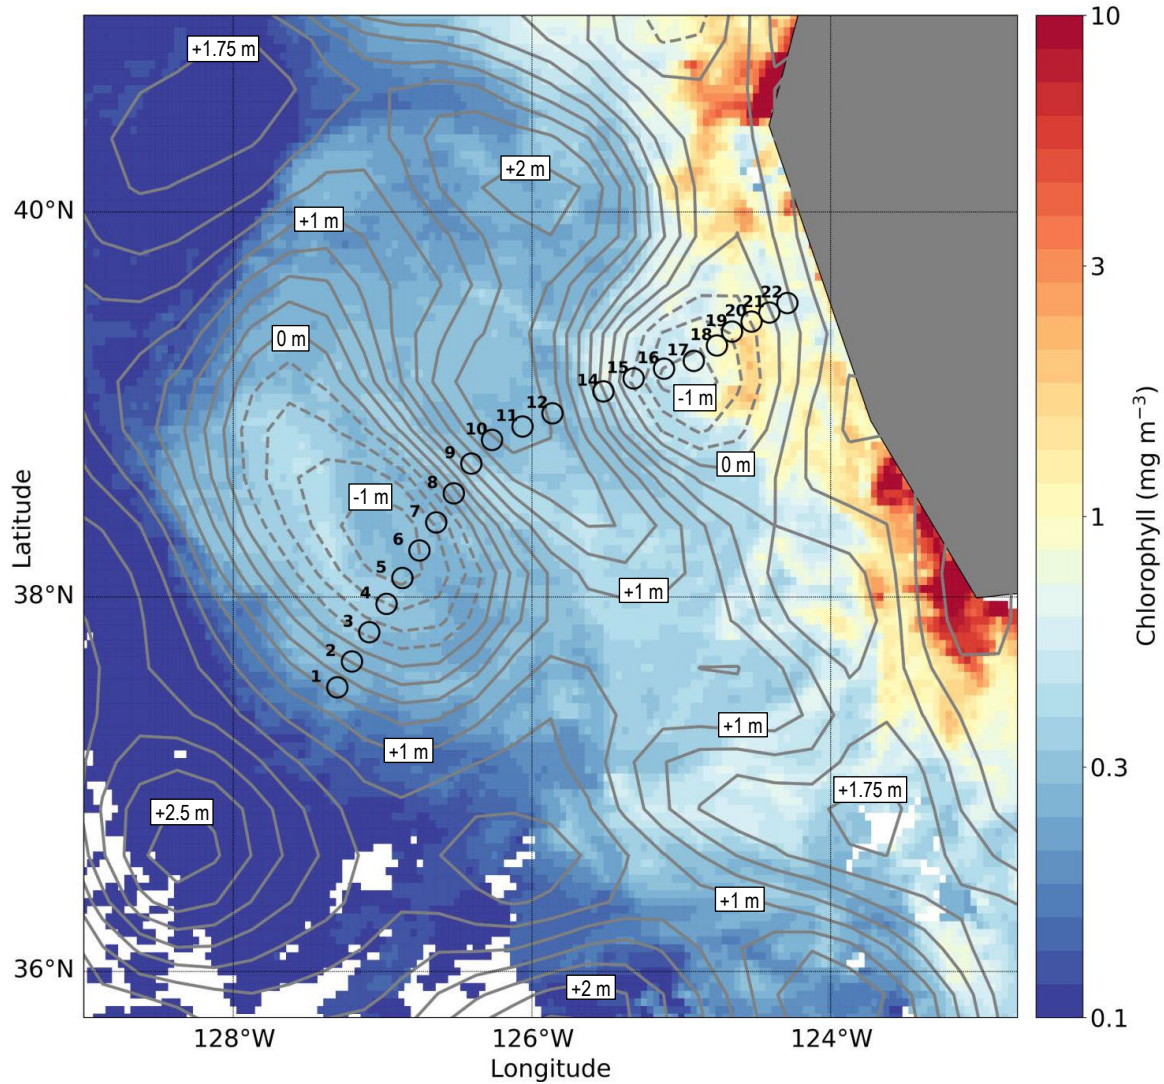 10
+1.75 m
+2 m
40°N
+1 m
3
22
21
20
19
18
0 m
17
16
15
14
-1 m
12
11
10
9
0 m
8
-1 m
7
1
6
5
+1 m
38°N
4
3
2
1
+1 m
+1 m
0.3
+1.75 m
+2.5 m
+1 m
36°N
+2 m
0.1
128°W
126°W
124°W
Longitude
Latitude
Chlorophyll (mg m⁻³)